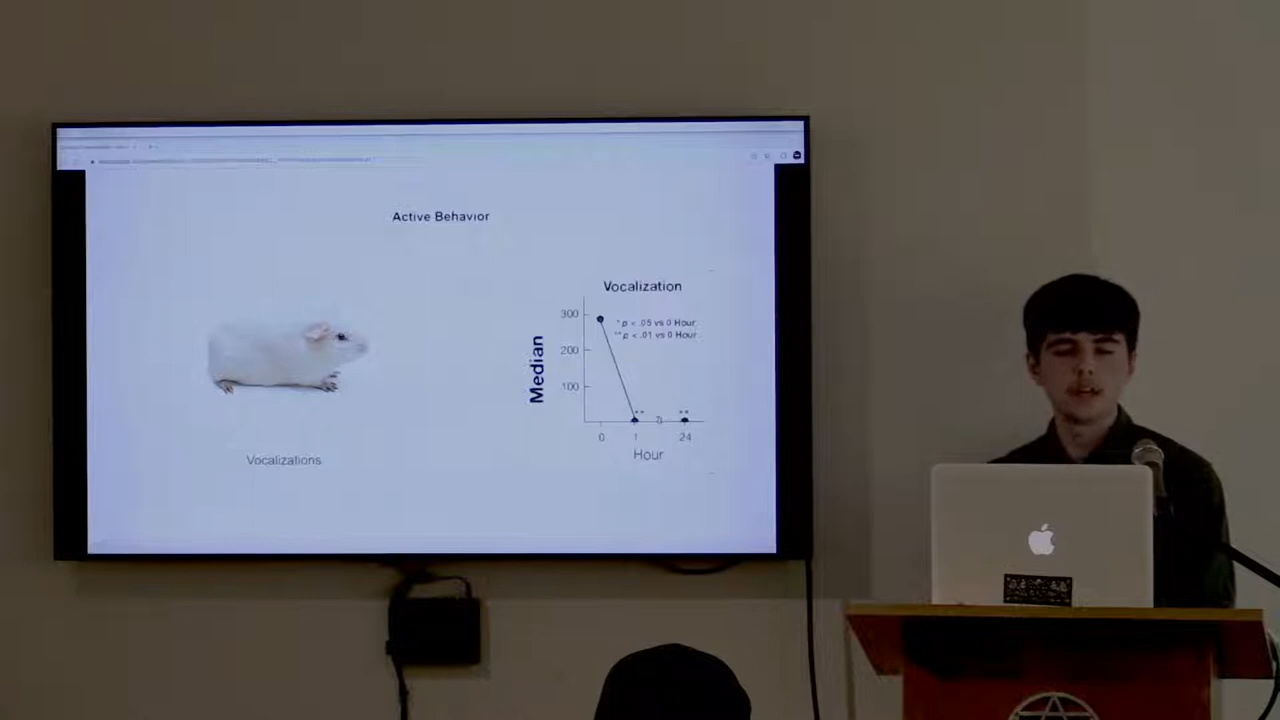 Active Behavior
Vocalization
300
* p < .05 vs 0 Hour
** p < .01 vs 0 Hour
200
Median
100
** **
0 1 24
Hour
Vocalizations